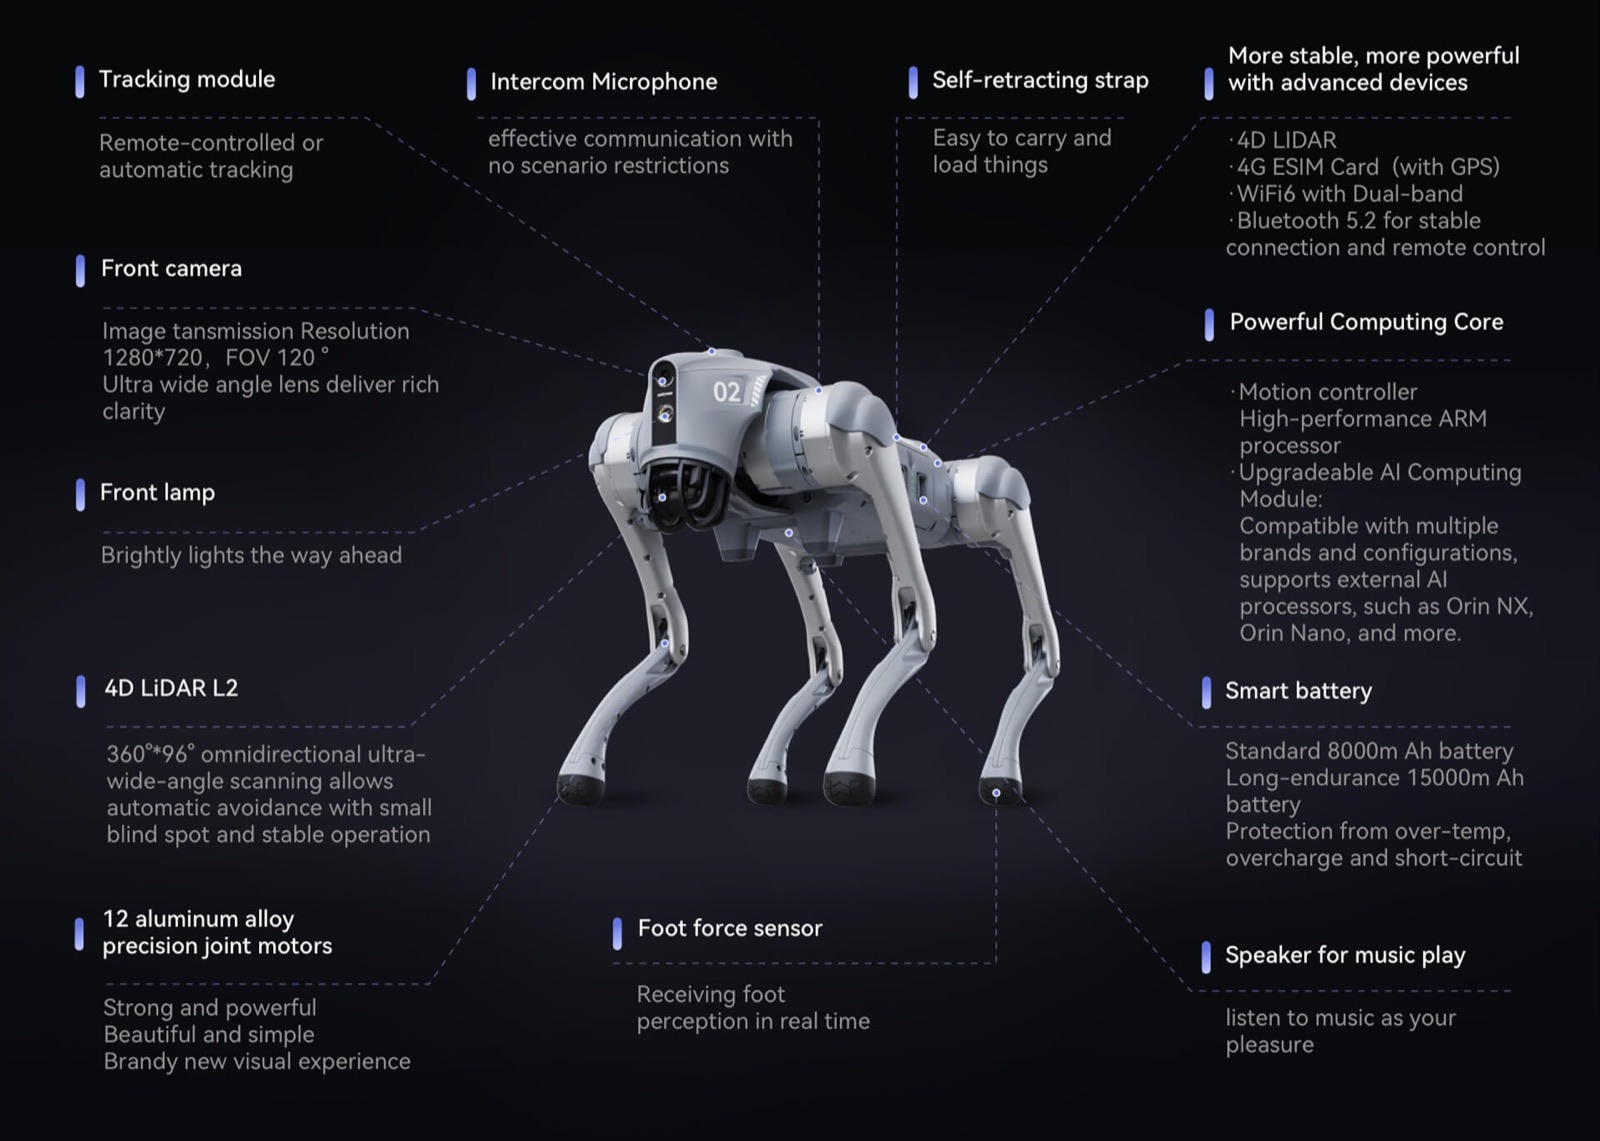 Tracking module
Remote-controlled or
automatic tracking
Intercom Microphone
effective communication with
no scenario restrictions
Self-retracting strap
Easy to carry and
load things
More stable, more powerful
with advanced devices
·4D LIDAR
·4G ESIM Card (with GPS)
·WiFi6 with Dual-band
·Bluetooth 5.2 for stable
connection and remote control
Front camera
Image tansmission Resolution
1280*720, FOV 120°
Ultra wide angle lens deliver rich
clarity
Powerful Computing Core
·Motion controller
High-performance ARM
processor
·Upgradeable AI Computing
Module:
Compatible with multiple
brands and configurations,
supports external AI
processors, such as Orin NX,
Orin Nano, and more.
02
Front lamp
Brightly lights the way ahead
4D LiDAR L2
360°*96° omnidirectional ultra-
wide-angle scanning allows
automatic avoidance with small
blind spot and stable operation
Smart battery
Standard 8000m Ah battery
Long-endurance 15000m Ah
battery
Protection from over-temp,
overcharge and short-circuit
12 aluminum alloy
precision joint motors
Strong and powerful
Beautiful and simple
Brandy new visual experience
Foot force sensor
Receiving foot
perception in real time
Speaker for music play
listen to music as your
pleasure